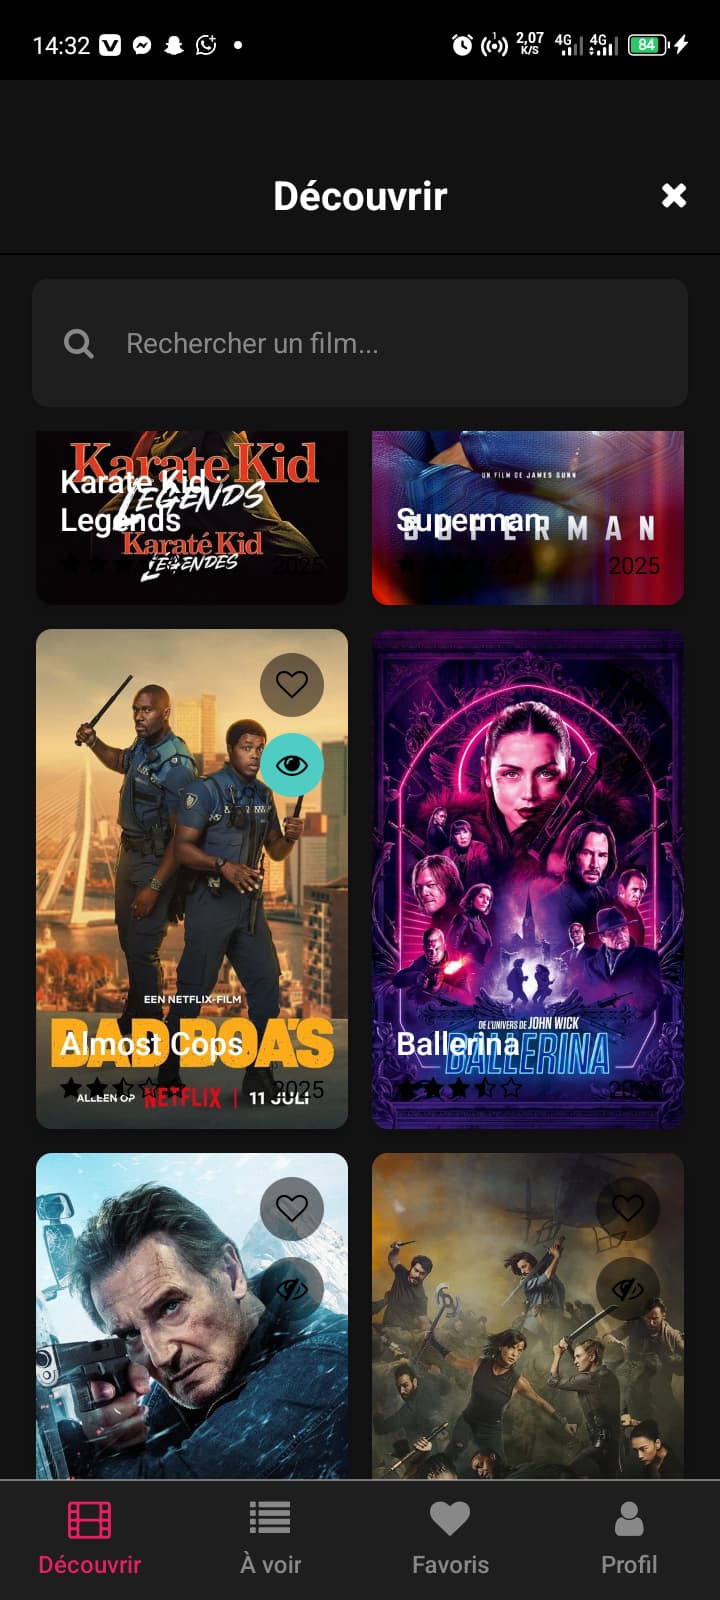 14:32
2,07
K/S
4G
4G
84
Découvrir
Rechercher un film...
Karate Kid
LEGENDS
Karate Kid :
Legends
Karaté Kid
LEGENDES
2025
UN FILM DE JAMES GUNN
SUPERMAN
Superman
2025
EEN NETFLIX-FILM
BAD BOA'S
Almost Cops
2025
ALLEEN OP NETFLIX | 11 JULI
DE L'UNIVERS DE JOHN WICK
BALLERINA
Ballerina
2025
Découvrir
À voir
Favoris
Profil